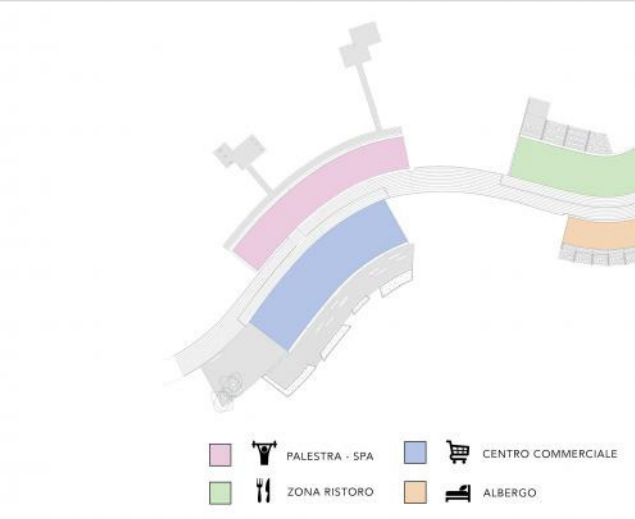 PALESTRA - SPA
CENTRO COMMERCIALE
ZONA RISTORO
ALBERGO